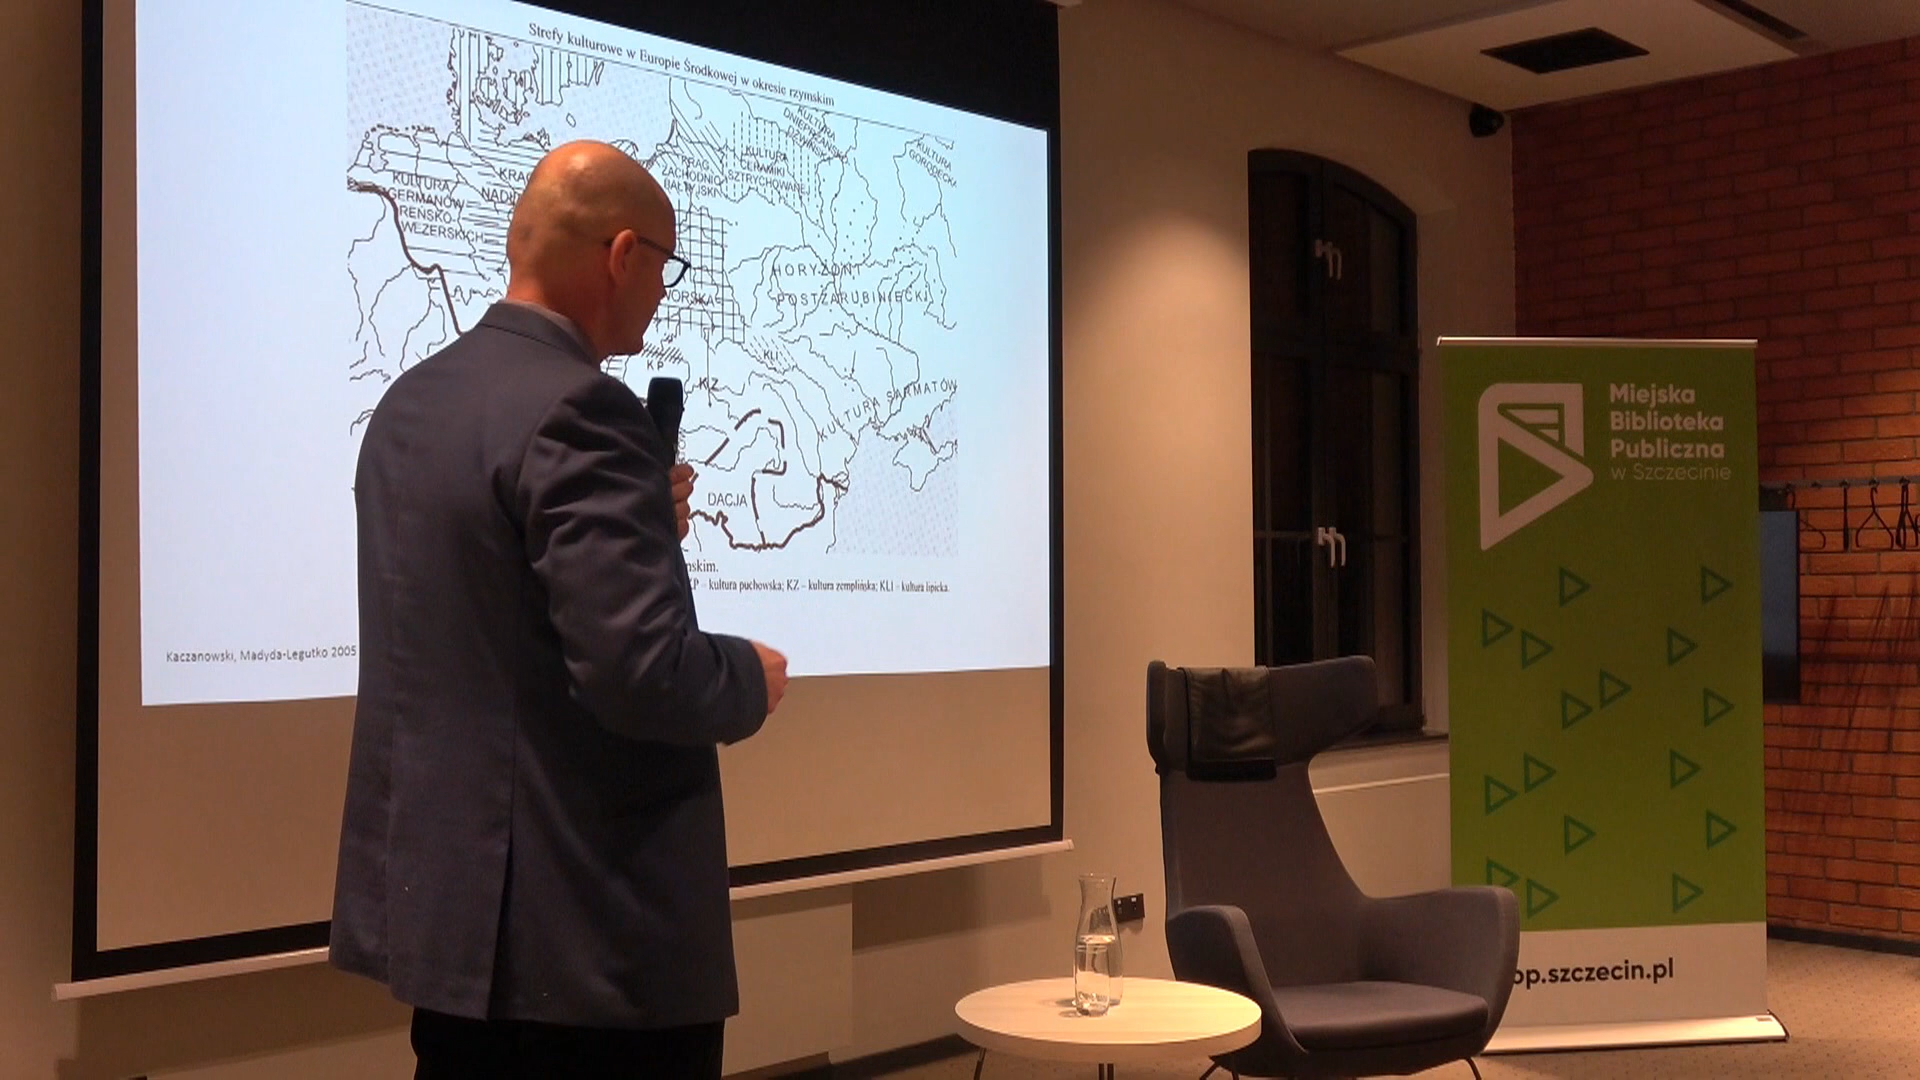 Strefy kulturowe w Europie Środkowej w okresie rzymskim
KULTURA
DNIEPRZAŃSKO
DŹWIŃSKA
KULTURA
GORODECKA
KULTURA
CERAMIKI
SZTRYCHOWANEJ
KRĄG
ZACHODNIO
BAŁTYJSKI
KRĄG
KULTURA
GERMANÓW
REŃSKO-
WEZERSKICH
HORYZONT
POSTZARUBINIECKI
WORSKA
KLI
KP
KZ
KULTURA SARMATÓW
DACJA
mskim.
KP – kultura puchowska; KZ – kultura zemplińska; KLI – kultura lipicka.
Kaczanowski, Madyda-Legutko 2005
Miejska
Biblioteka
Publiczna
w Szczecinie
bp.szczecin.pl